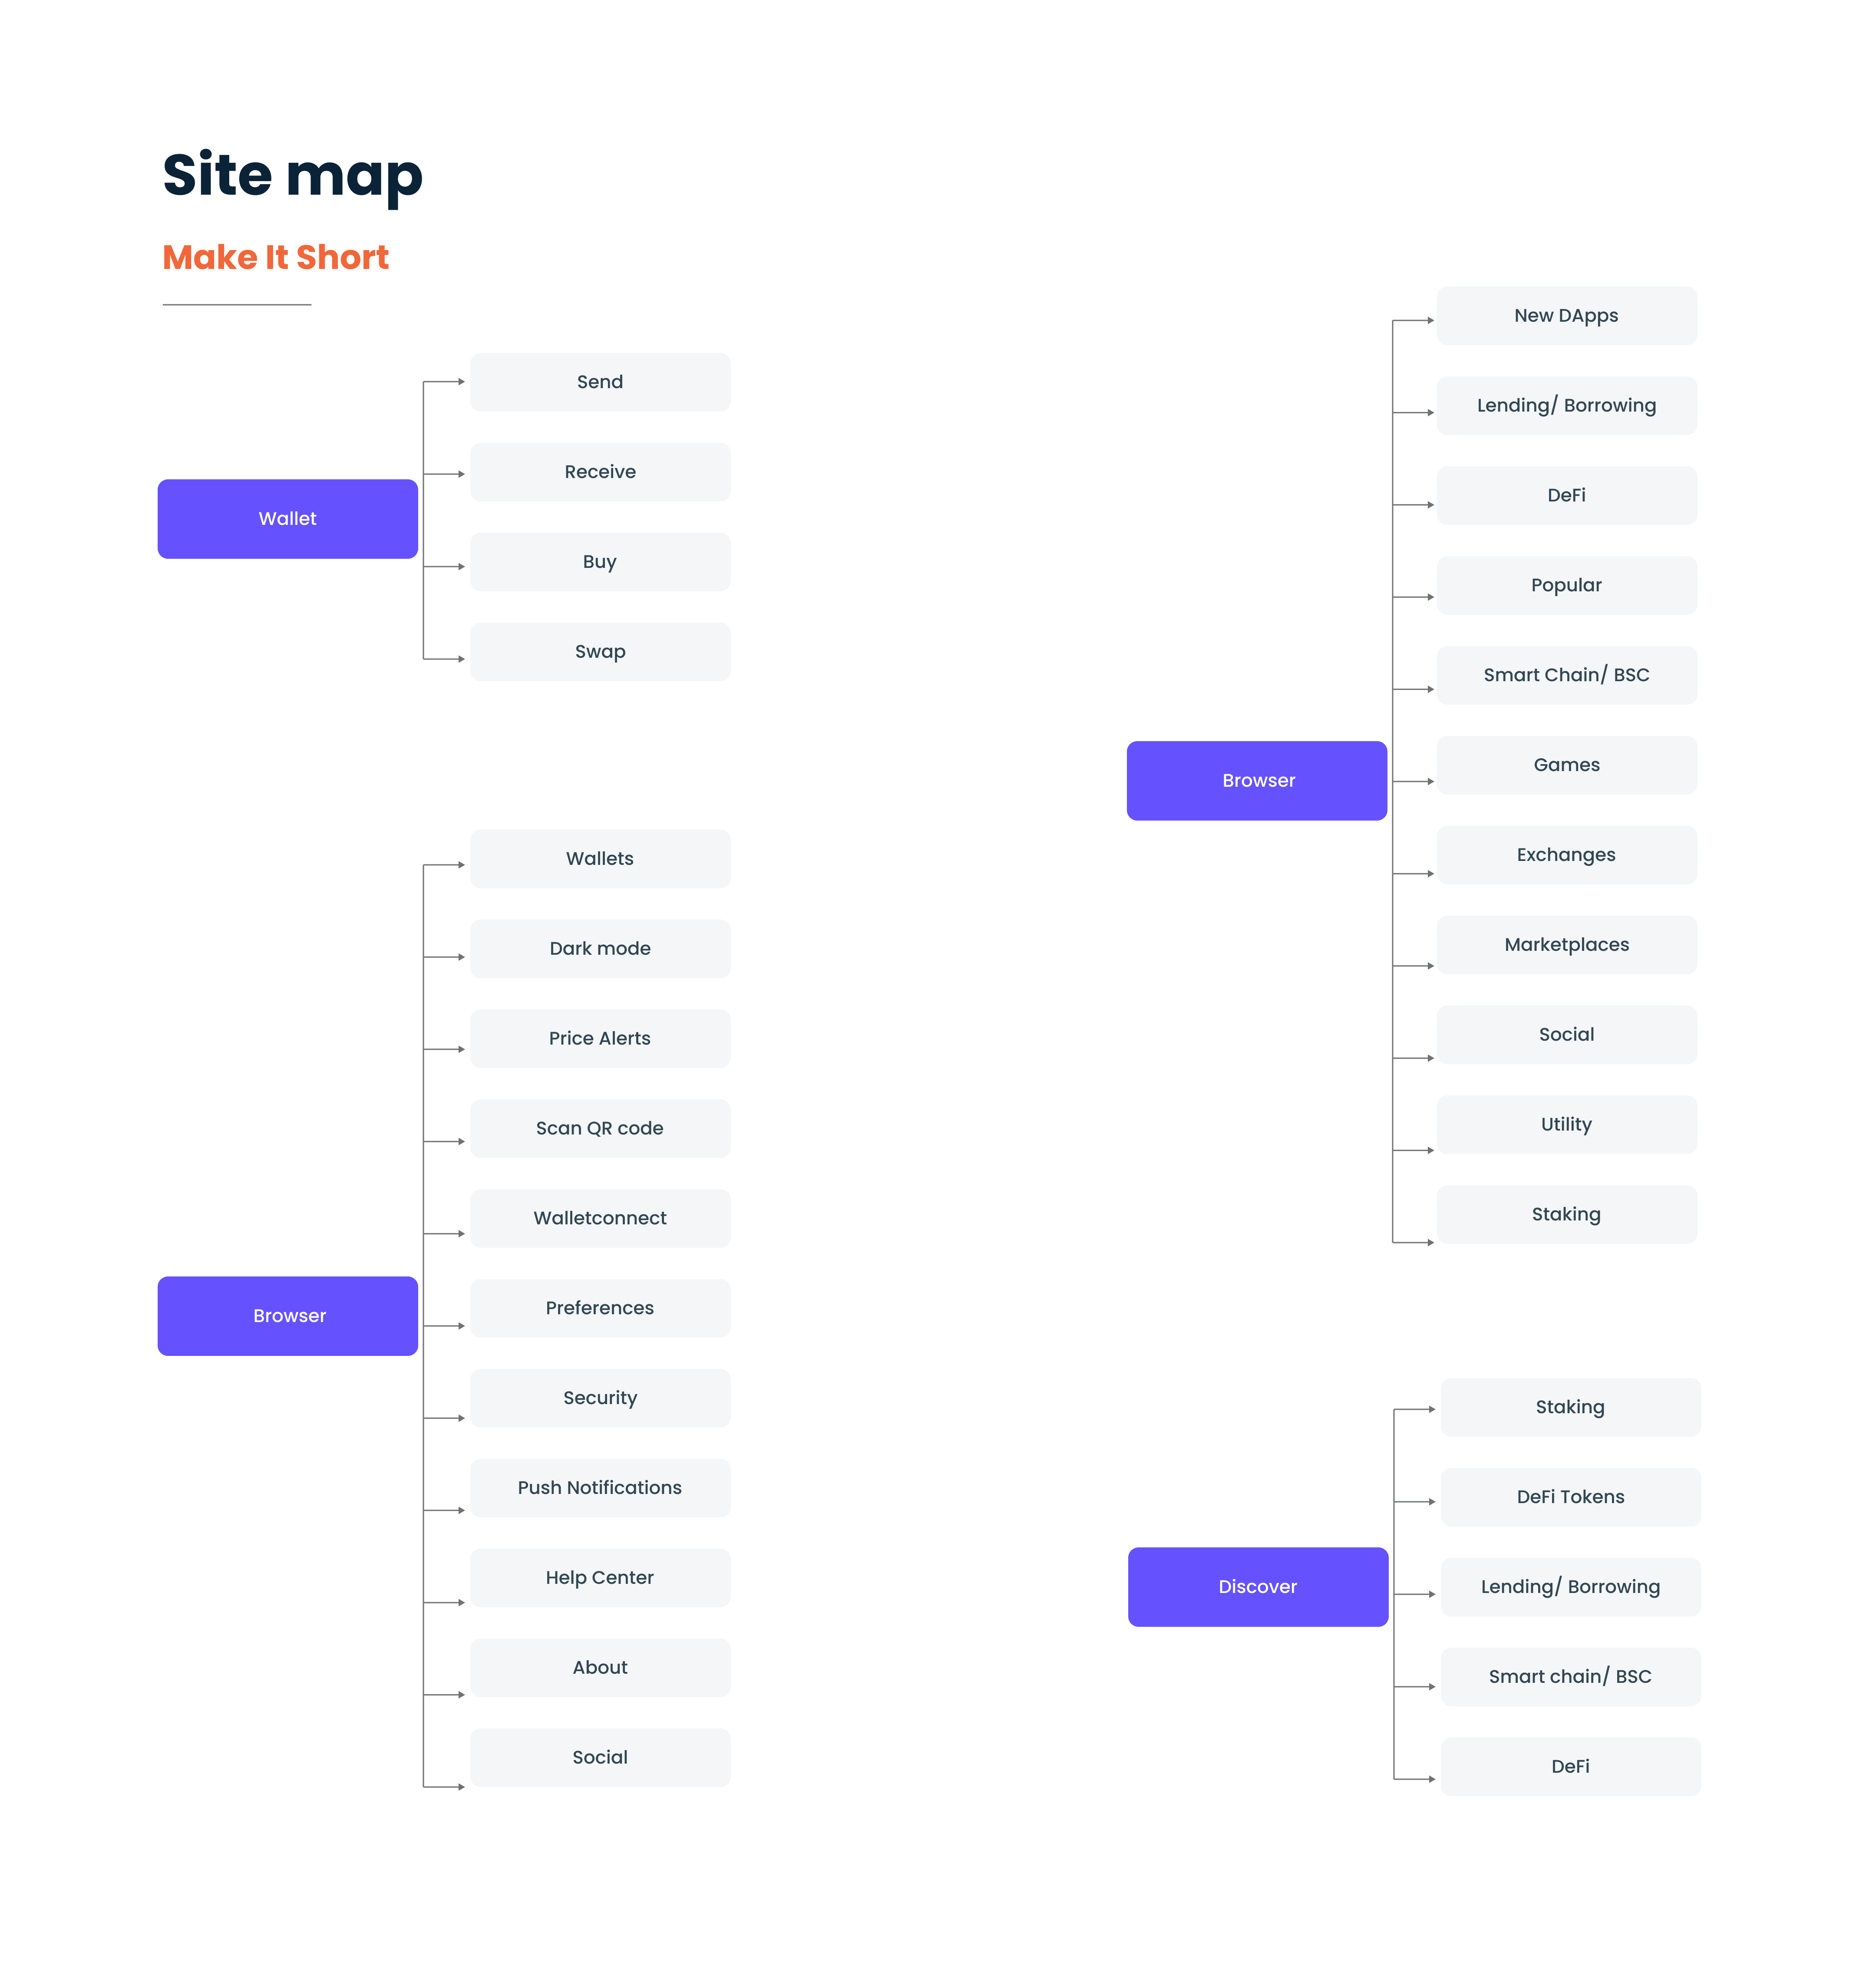 Site map
Make It Short
Wallet
Send
Receive
Buy
Swap
Browser
Wallets
Dark mode
Price Alerts
Scan QR code
Walletconnect
Preferences
Security
Push Notifications
Help Center
About
Social
Browser
New DApps
Lending/ Borrowing
DeFi
Popular
Smart Chain/ BSC
Games
Exchanges
Marketplaces
Social
Utility
Staking
Discover
Staking
DeFi Tokens
Lending/ Borrowing
Smart chain/ BSC
DeFi